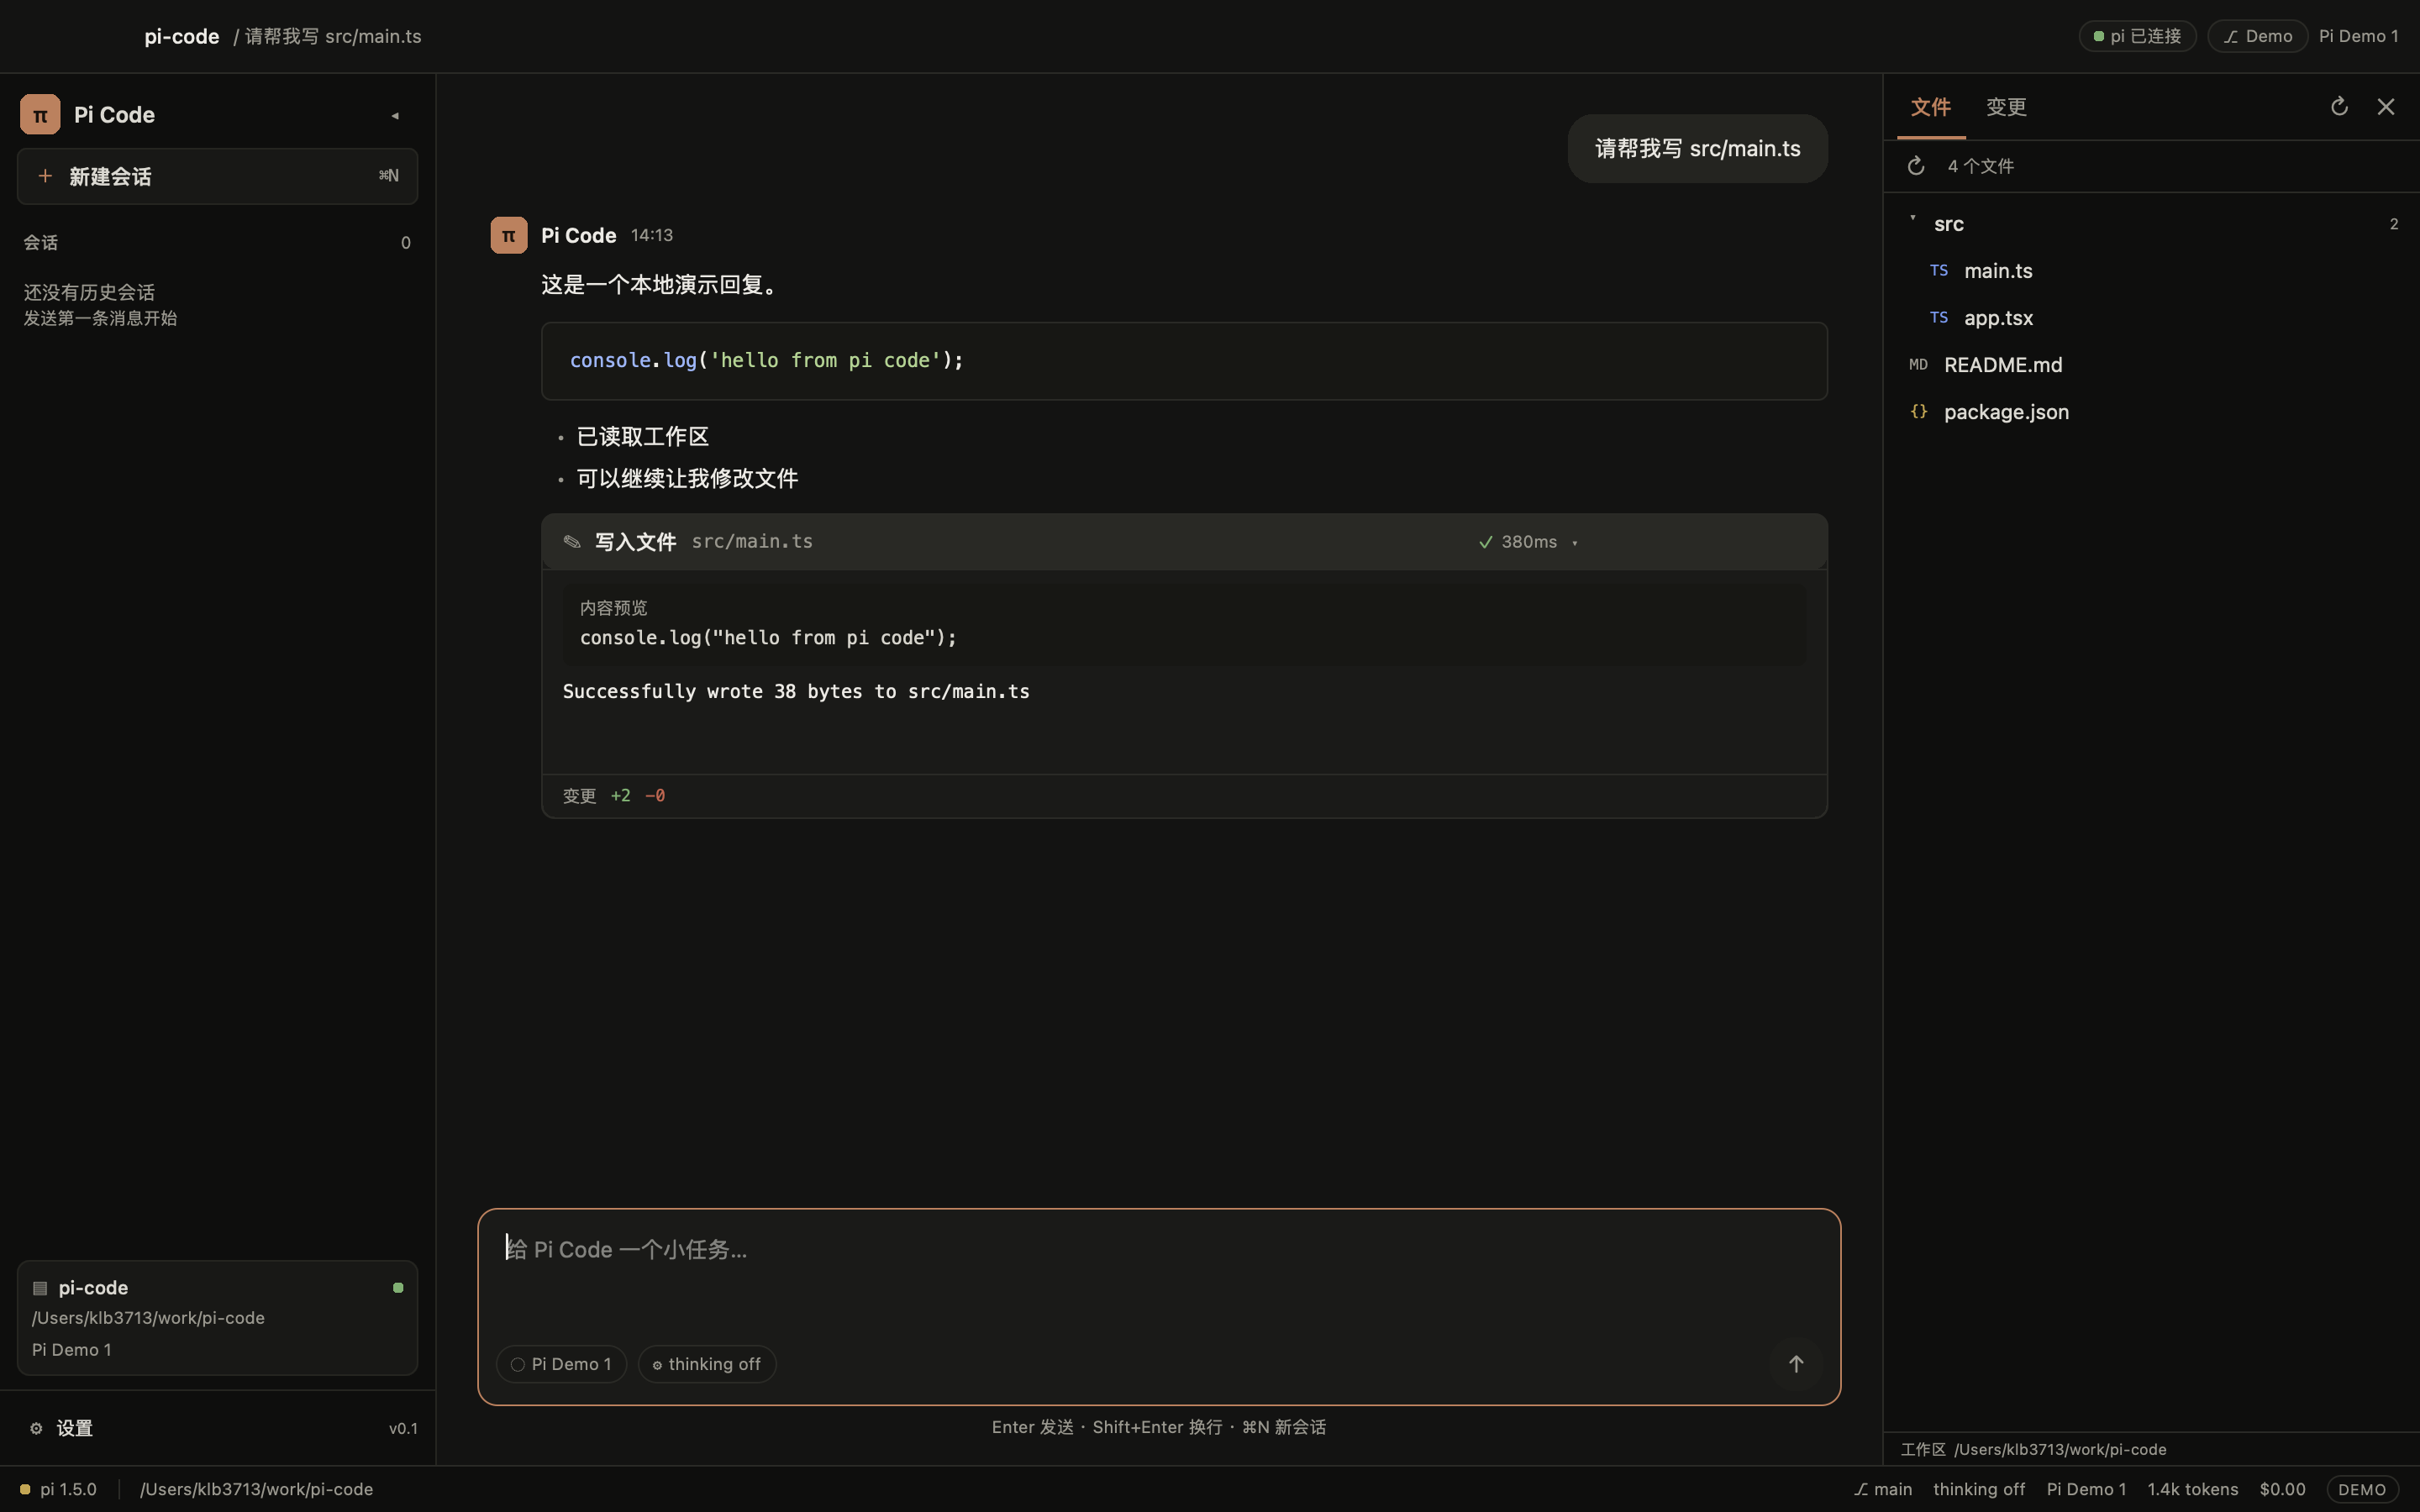 pi-code / 请帮我写 src/main.ts
pi 已连接
Demo
Pi Demo 1
π Pi Code
+ 新建会话 ⌘N
会话 0
还没有历史会话
发送第一条消息开始
pi-code
/Users/klb3713/work/pi-code
Pi Demo 1
设置 v0.1
请帮我写 src/main.ts
π Pi Code 14:13
这是一个本地演示回复。
console.log('hello from pi code');
• 已读取工作区
• 可以继续让我修改文件
写入文件 src/main.ts ✓ 380ms
内容预览
console.log("hello from pi code");
Successfully wrote 38 bytes to src/main.ts
变更 +2 −0
给 Pi Code 一个小任务...
Pi Demo 1
thinking off
Enter 发送 · Shift+Enter 换行 · ⌘N 新会话
文件 变更
4 个文件
src 2
TS main.ts
TS app.tsx
MD README.md
{} package.json
工作区 /Users/klb3713/work/pi-code
pi 1.5.0 /Users/klb3713/work/pi-code
main thinking off Pi Demo 1 1.4k tokens $0.00 DEMO